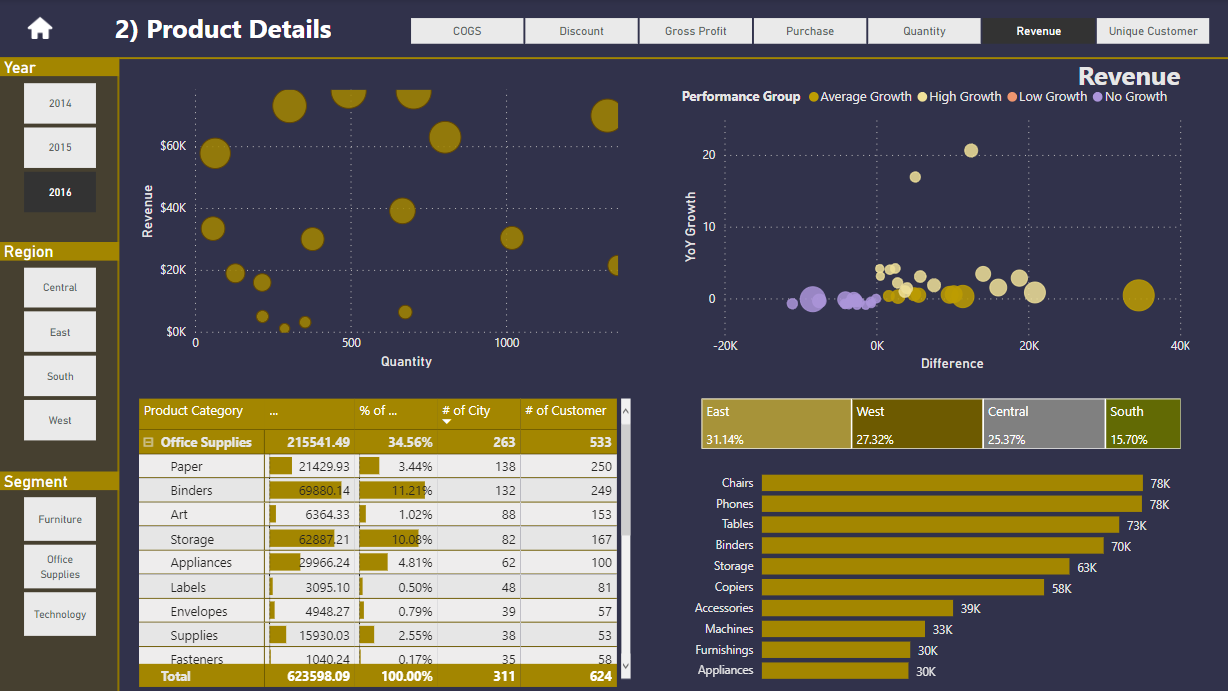 2) Product Details
COGS
Discount
Gross Profit
Purchase
Quantity
Revenue
Unique Customer
Year
2014
2015
2016
Region
Central
East
South
West
Segment
Furniture
Office
Supplies
Technology
Revenue
$60K
$40K
$20K
$0K
0
500
1000
Quantity
Revenue
Performance Group Average Growth High Growth Low Growth No Growth
YoY Growth
20
10
0
-20K
0K
20K
40K
Difference
Product Category ... % of ... # of City # of Customer
Office Supplies 215541.49 34.56% 263 533
Paper 21429.93 3.44% 138 250
Binders 69880.14 11.21% 132 249
Art 6364.33 1.02% 88 153
Storage 62887.21 10.08% 82 167
Appliances 29966.24 4.81% 62 100
Labels 3095.10 0.50% 48 81
Envelopes 4948.27 0.79% 39 57
Supplies 15930.03 2.55% 38 53
Fasteners 1040.24 0.17% 35 58
Total 623598.09 100.00% 311 624
East West Central South
31.14% 27.32% 25.37% 15.70%
Chairs 78K
Phones 78K
Tables 73K
Binders 70K
Storage 63K
Copiers 58K
Accessories 39K
Machines 33K
Furnishings 30K
Appliances 30K